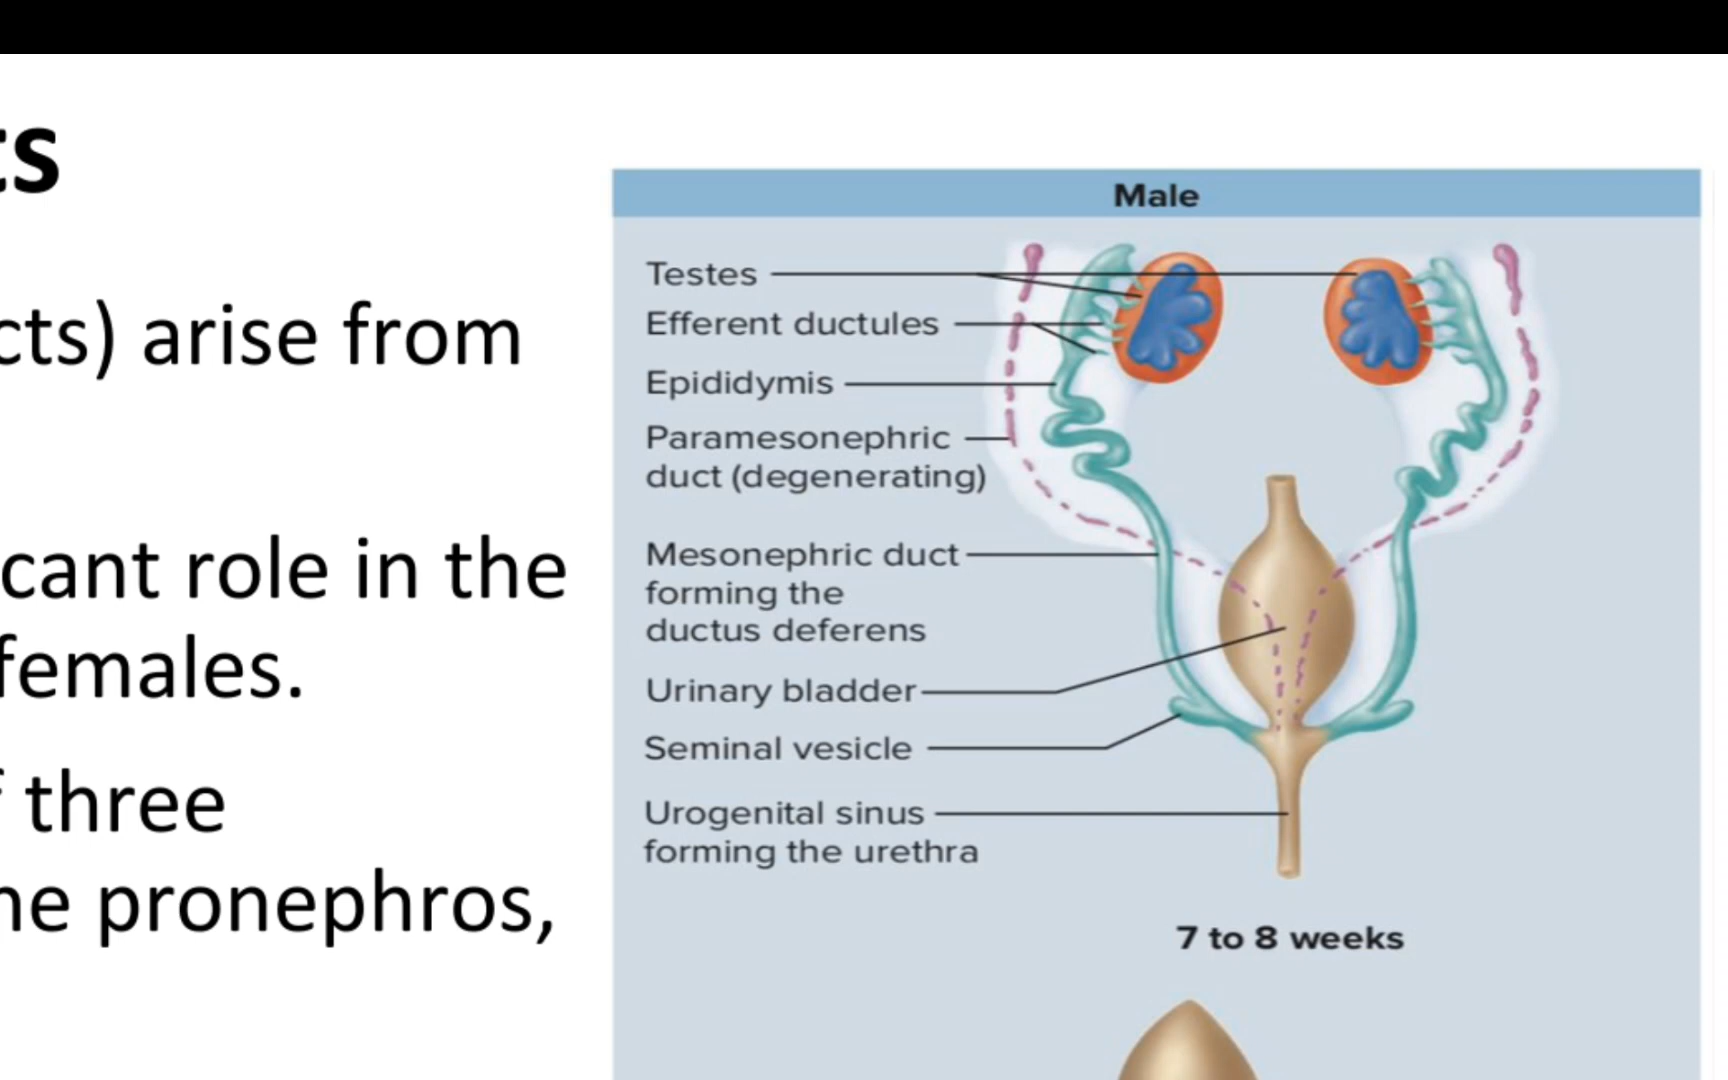 ts
cts) arise from
cant role in the
females.
f three
he pronephros,
Male
Testes
Efferent ductules
Epididymis
Paramesonephric
duct (degenerating)
Mesonephric duct
forming the
ductus deferens
Urinary bladder
Seminal vesicle
Urogenital sinus
forming the urethra
7 to 8 weeks